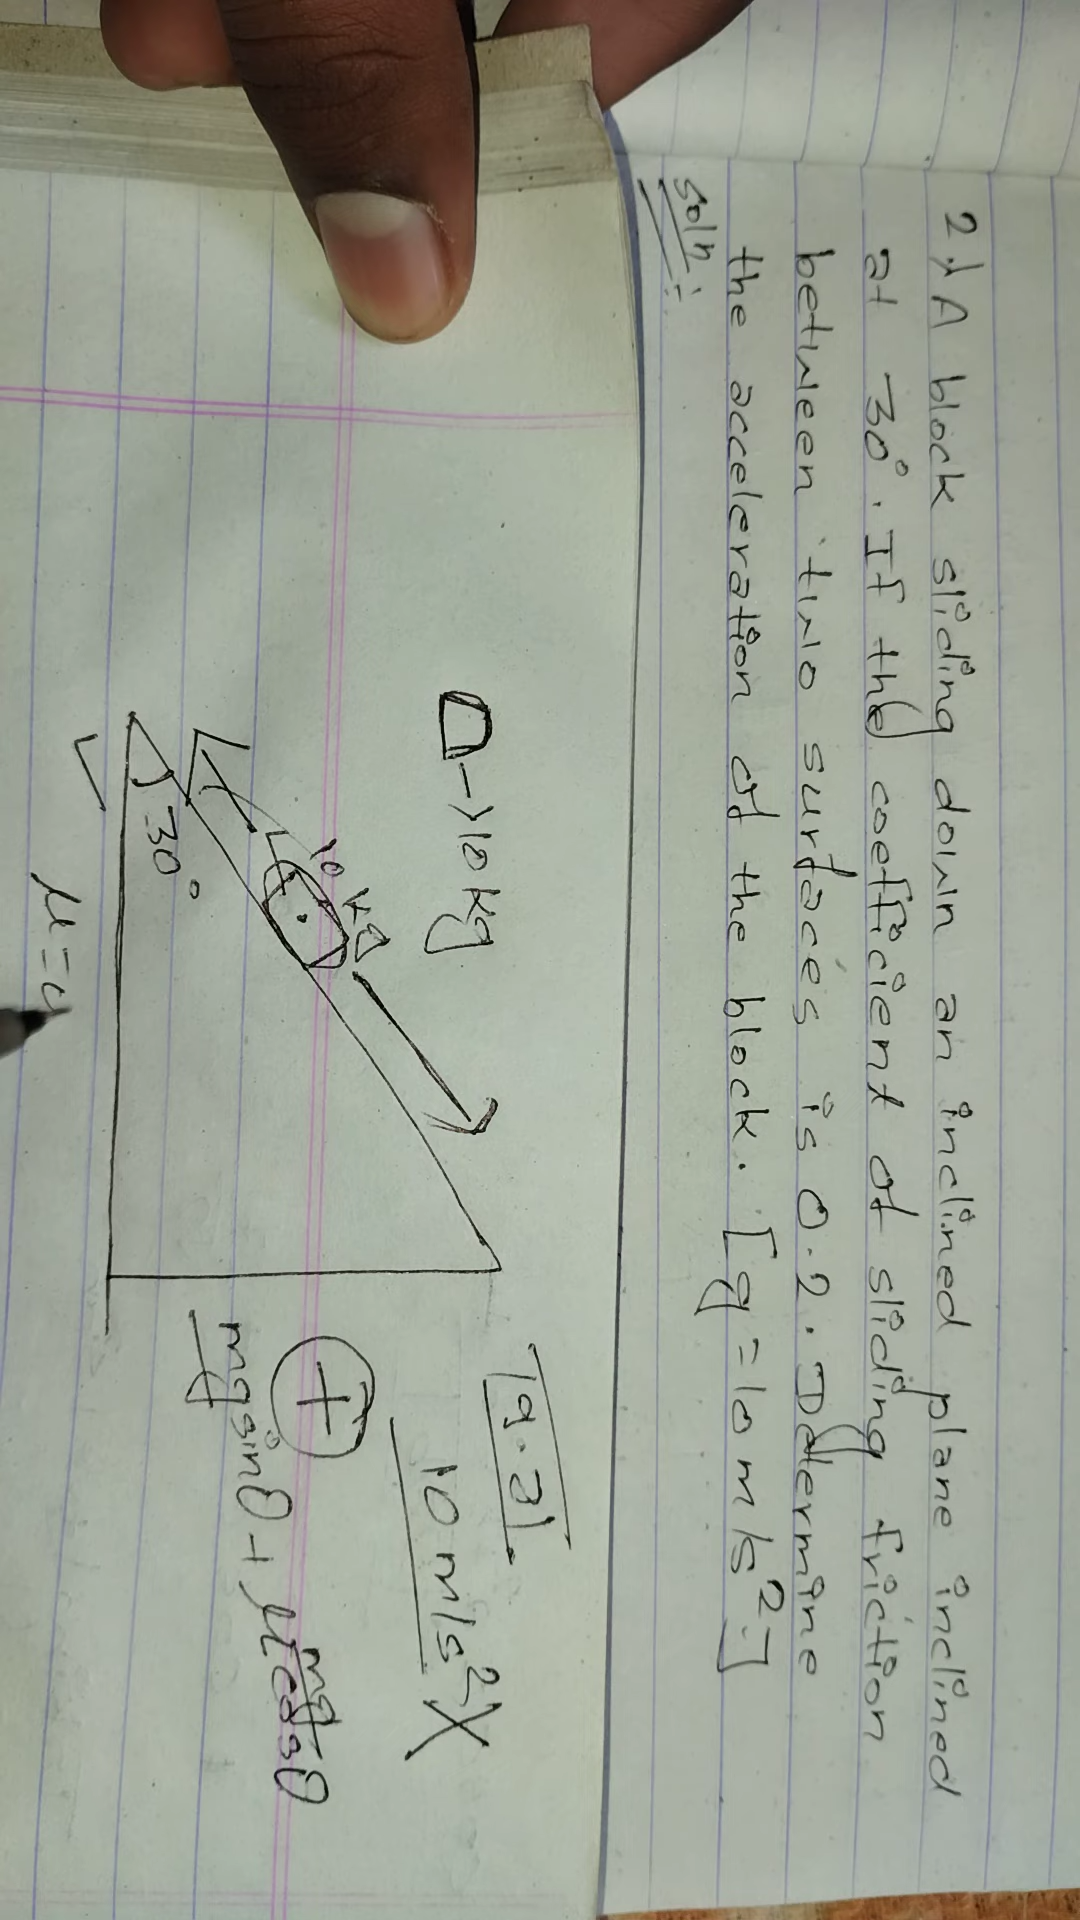 2) A block sliding down an inclined plane inclined
at 30°. If the coefficient of sliding friction
between two surfaces is 0.2. Determine
the acceleration of the block. [g = 10 m/s²]
soln:
→ 10 kg
10 kg
30°
μ =
10 m/s² X
+
mg sinθ + μ mg cosθ